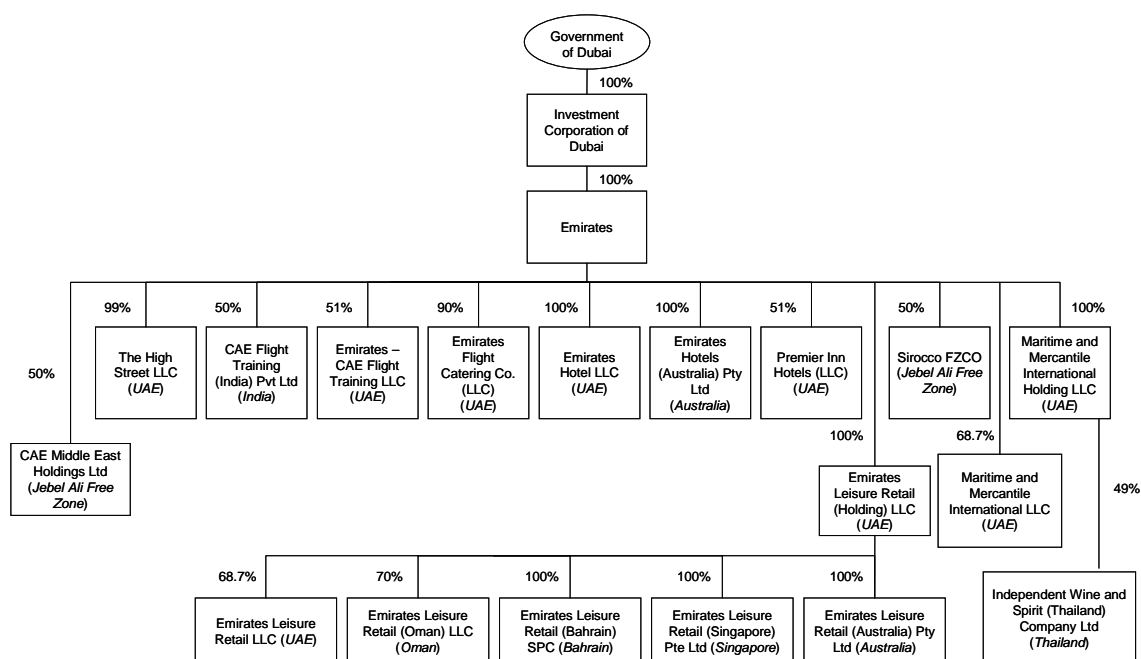 Government
of Dubai
100%
Investment
Corporation of
Dubai
100%
Emirates
99%
50%
51%
90%
100%
100%
51%
50%
100%
The High
Street LLC
(UAE)
CAE Flight
Training
(India) Pvt Ltd
(India)
Emirates –
CAE Flight
Training LLC
(UAE)
Emirates
Flight
Catering Co.
(LLC)
(UAE)
Emirates
Hotel LLC
(UAE)
Emirates
Hotels
(Australia) Pty
Ltd
(Australia)
Premier Inn
Hotels (LLC)
(UAE)
Sirocco FZCO
(Jebel Ali Free
Zone)
Maritime and
Mercantile
International
Holding LLC
(UAE)
50%
CAE Middle East
Holdings Ltd
(Jebel Ali Free
Zone)
100%
Emirates
Leisure Retail
(Holding) LLC
(UAE)
68.7%
Maritime and
Mercantile
International LLC
(UAE)
49%
68.7%
70%
100%
100%
100%
Emirates Leisure
Retail LLC (UAE)
Emirates Leisure
Retail (Oman) LLC
(Oman)
Emirates Leisure
Retail (Bahrain)
SPC (Bahrain)
Emirates Leisure
Retail (Singapore)
Pte Ltd (Singapore)
Emirates Leisure
Retail (Australia) Pty
Ltd (Australia)
Independent Wine and
Spirit (Thailand)
Company Ltd
(Thailand)